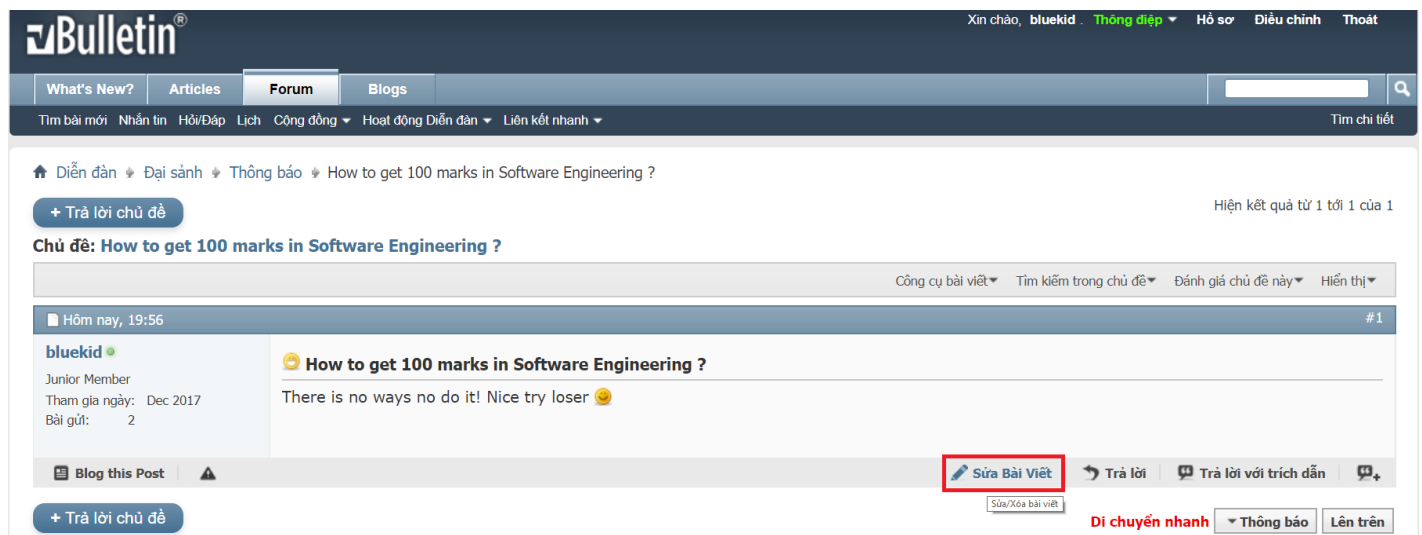 vBulletin®
Xin chào, bluekid . Thông điệp Hồ sơ Điều chỉnh Thoát
What's New? Articles Forum Blogs
Tìm bài mới Nhắn tin Hỏi/Đáp Lịch Cộng đồng Hoạt động Diễn đàn Liên kết nhanh Tìm chi tiết
Diễn đàn Đại sảnh Thông báo How to get 100 marks in Software Engineering ?
+ Trả lời chủ đề
Hiện kết quả từ 1 tới 1 của 1
Chủ đề: How to get 100 marks in Software Engineering ?
Công cụ bài viết Tìm kiếm trong chủ đề Đánh giá chủ đề này Hiển thị
Hôm nay, 19:56 #1
bluekid
Junior Member
Tham gia ngày: Dec 2017
Bài gửi: 2
How to get 100 marks in Software Engineering ?
There is no ways no do it! Nice try loser
Blog this Post Sửa Bài Viết Trả lời Trả lời với trích dẫn
Sửa/Xóa bài viết
+ Trả lời chủ đề
Di chuyển nhanh Thông báo Lên trên